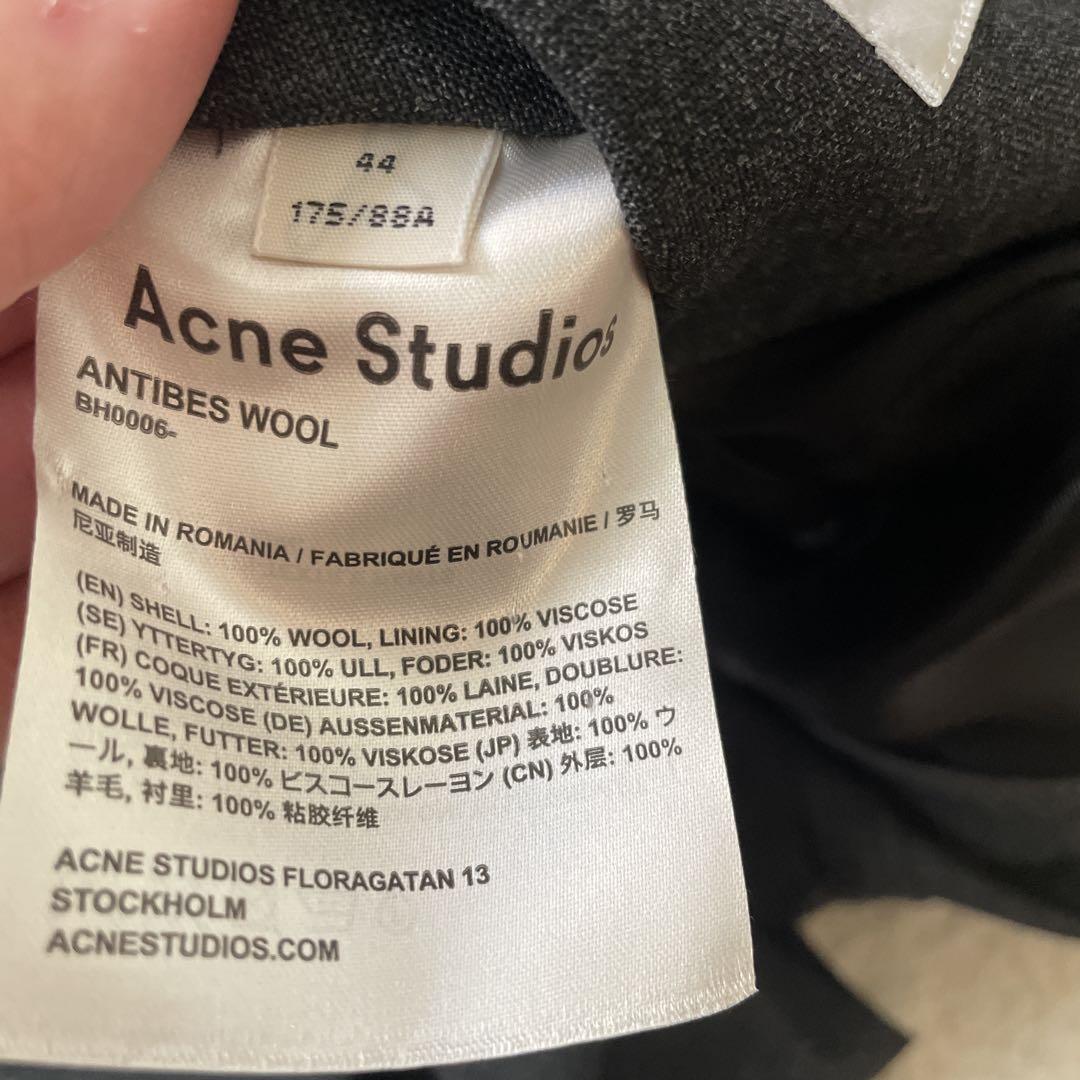 44
175/88A
Acne Studios
ANTIBES WOOL
BH0006-
MADE IN ROMANIA / FABRIQUÉ EN ROUMANIE / 罗马
尼亚制造
(EN) SHELL: 100% WOOL, LINING: 100% VISCOSE
(SE) YTTERTYG: 100% ULL, FODER: 100% VISKOS
(FR) COQUE EXTÉRIEURE: 100% LAINE, DOUBLURE:
100% VISCOSE (DE) AUSSENMATERIAL: 100%
WOLLE, FUTTER: 100% VISKOSE (JP) 表地: 100% ウ
ール, 裏地: 100% ビスコースレーヨン (CN) 外层: 100%
羊毛, 衬里: 100% 粘胶纤维
ACNE STUDIOS FLORAGATAN 13
STOCKHOLM
ACNESTUDIOS.COM